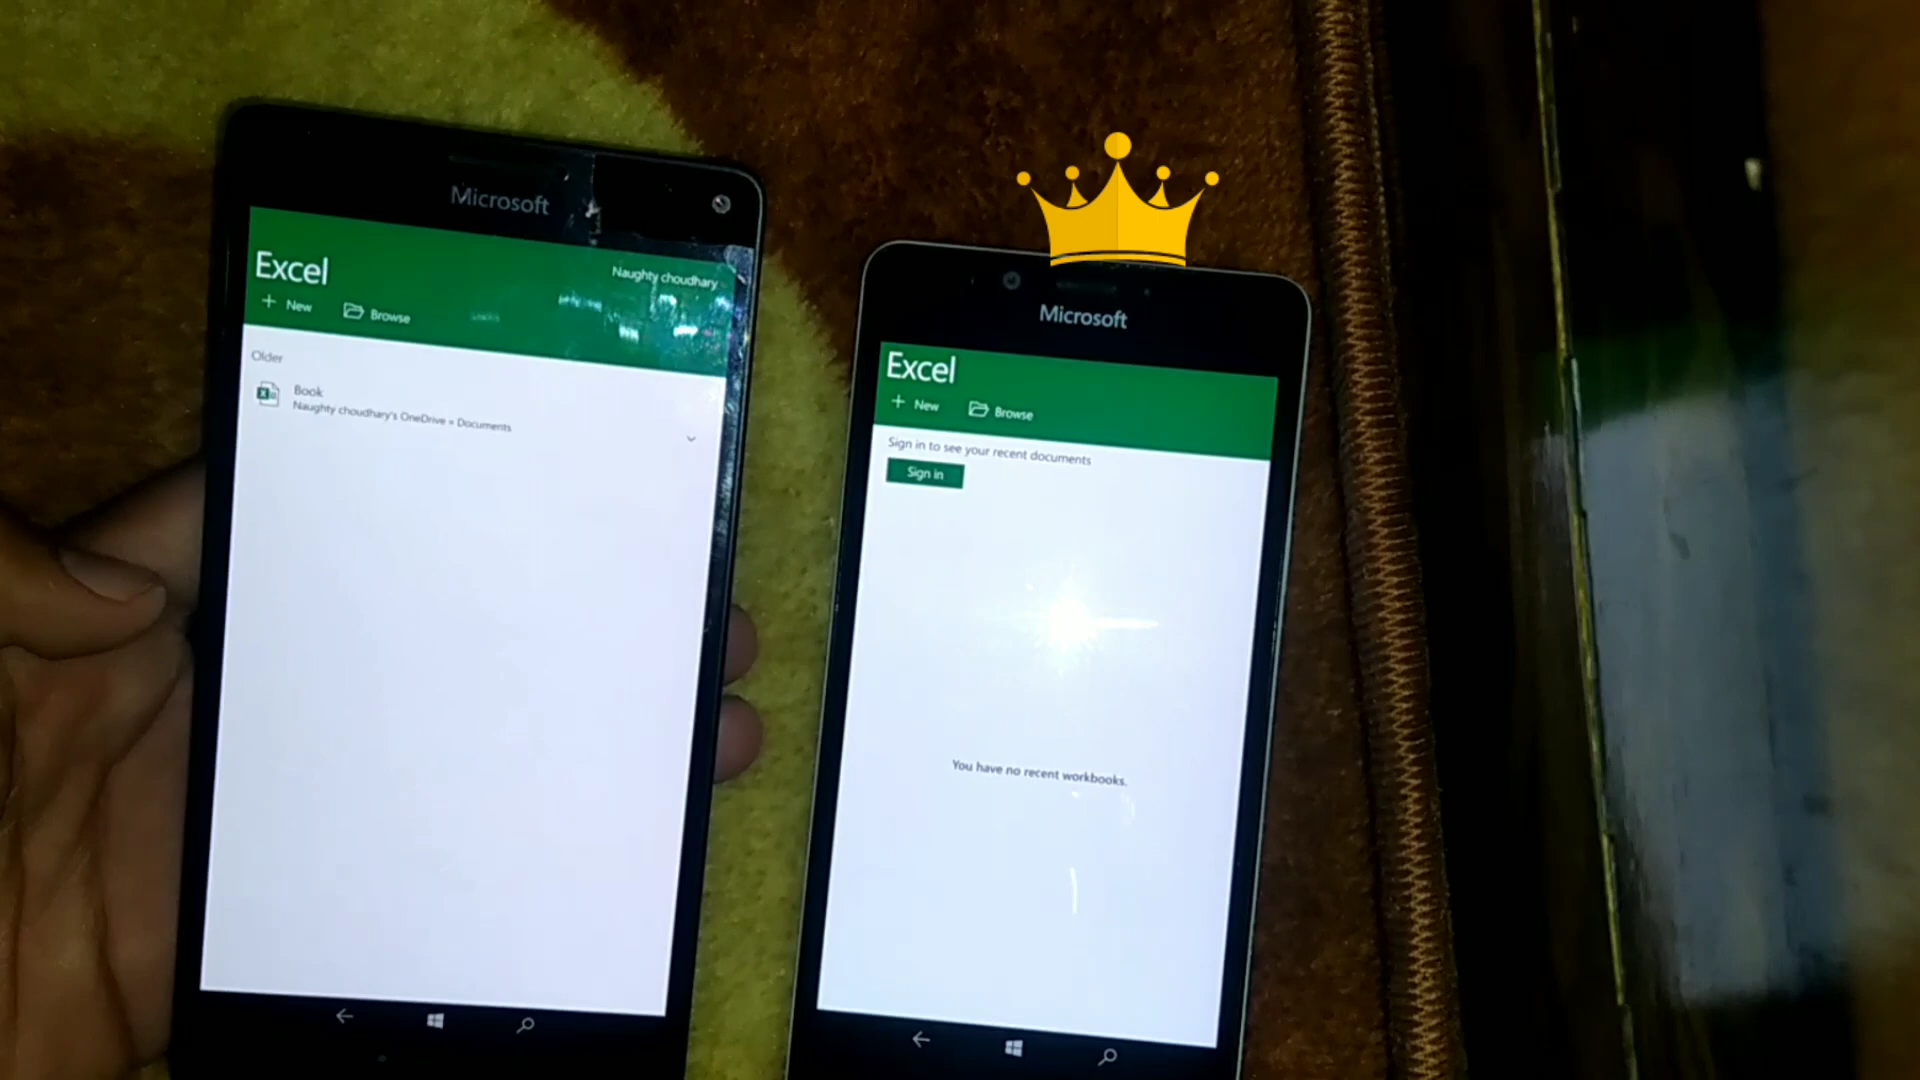 Microsoft
Excel
Naughty choudhary
New
Browse
Older
Book
Naughty choudhary's OneDrive » Documents
Microsoft
Excel
New
Browse
Sign in to see your recent documents
Sign in
You have no recent workbooks.